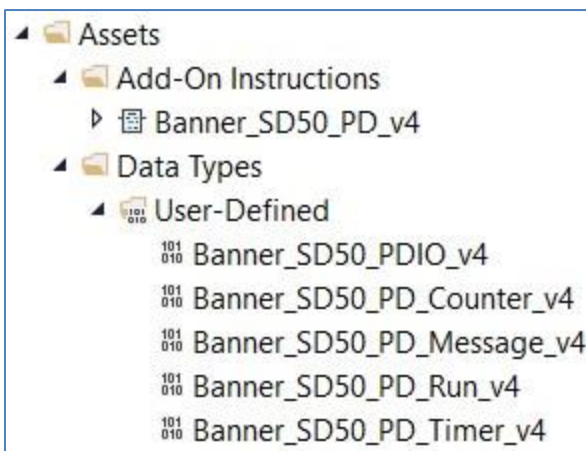 Assets
Add-On Instructions
Banner_SD50_PD_v4
Data Types
User-Defined
Banner_SD50_PDIO_v4
Banner_SD50_PD_Counter_v4
Banner_SD50_PD_Message_v4
Banner_SD50_PD_Run_v4
Banner_SD50_PD_Timer_v4